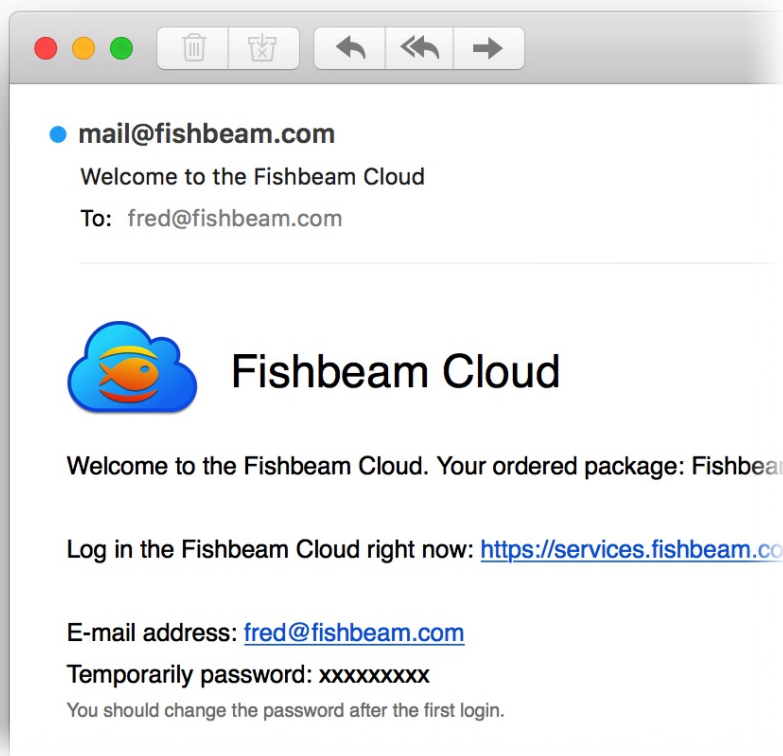 mail@fishbeam.com
Welcome to the Fishbeam Cloud
To: fred@fishbeam.com
Fishbeam Cloud
Welcome to the Fishbeam Cloud. Your ordered package: Fishbea
Log in the Fishbeam Cloud right now: https://services.fishbeam.co
E-mail address: fred@fishbeam.com
Temporarily password: xxxxxxxxx
You should change the password after the first login.